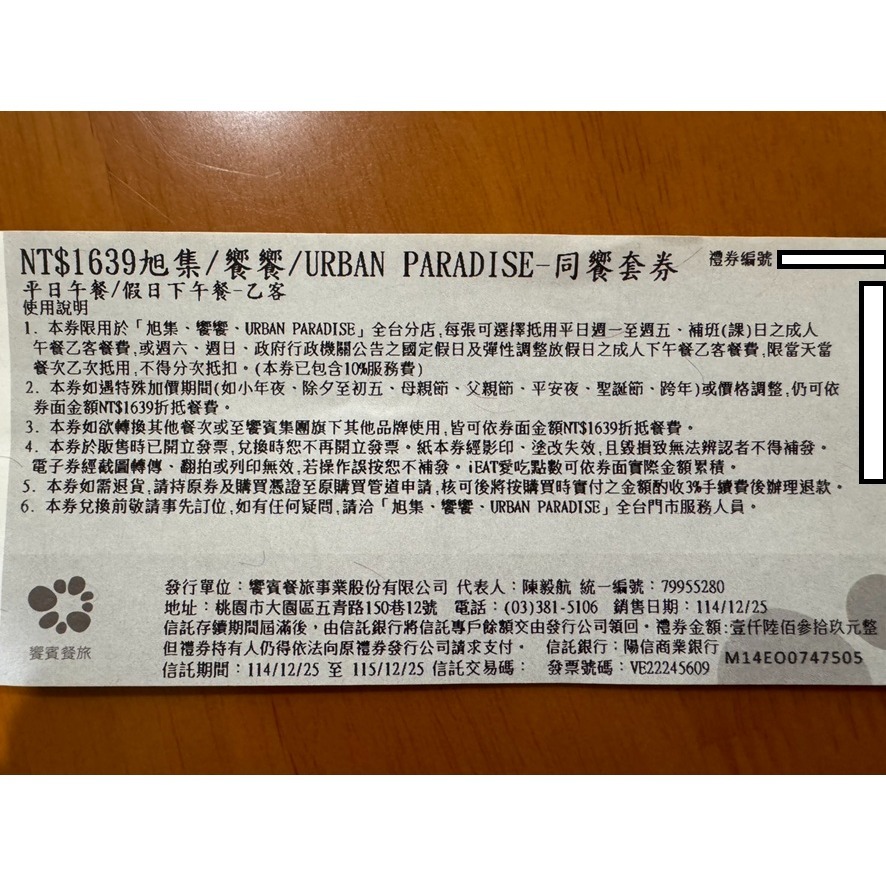 NT$1639旭集/饗饗/URBAN PARADISE-同饗套券
禮券編號
平日午餐/假日下午餐-乙客
使用說明
1. 本券限用於「旭集、饗饗、URBAN PARADISE」全台分店,每張可選擇抵用平日週一至週五、補班(課)日之成人
午餐乙客餐費,或週六、週日、政府行政機關公告之國定假日及彈性調整放假日之成人下午餐乙客餐費,限當天當
餐次乙次抵用,不得分次抵扣。(本券已包含10%服務費)
2. 本券如遇特殊加價期間(如小年夜、除夕至初五、母親節、父親節、平安夜、聖誕節、跨年)或價格調整,仍可依
券面金額NT$1639折抵餐費。
3. 本券如欲轉換其他餐次或至饗賓集團旗下其他品牌使用,皆可依券面金額NT$1639折抵餐費。
4. 本券於販售時已開立發票,兌換時恕不再開立發票。紙本券經影印、塗改失效,且毀損致無法辨認者不得補發。
電子券經截圖轉傳、翻拍或列印無效,若操作誤按恕不補發。iEAT愛吃點數可依券面實際金額累積。
5. 本券如需退貨,請持原券及購買憑證至原購買管道申請,核可後將按購買時實付之金額酌收3%手續費後辦理退款。
6. 本券兌換前敬請事先訂位,如有任何疑問,請洽「旭集、饗饗、URBAN PARADISE」全台門市服務人員。
饗賓餐旅
發行單位：饗賓餐旅事業股份有限公司 代表人：陳毅航 統一編號：79955280
地址：桃園市大園區五青路150巷12號 電話：(03)381-5106 銷售日期：114/12/25
信託存續期間屆滿後，由信託銀行將信託專戶餘額交由發行公司領回。禮券金額:壹仟陸佰參拾玖元整
但禮券持有人仍得依法向原禮券發行公司請求支付。 信託銀行：陽信商業銀行
M14EO0747505
信託期間：114/12/25 至 115/12/25 信託交易碼： 發票號碼：VE22245609